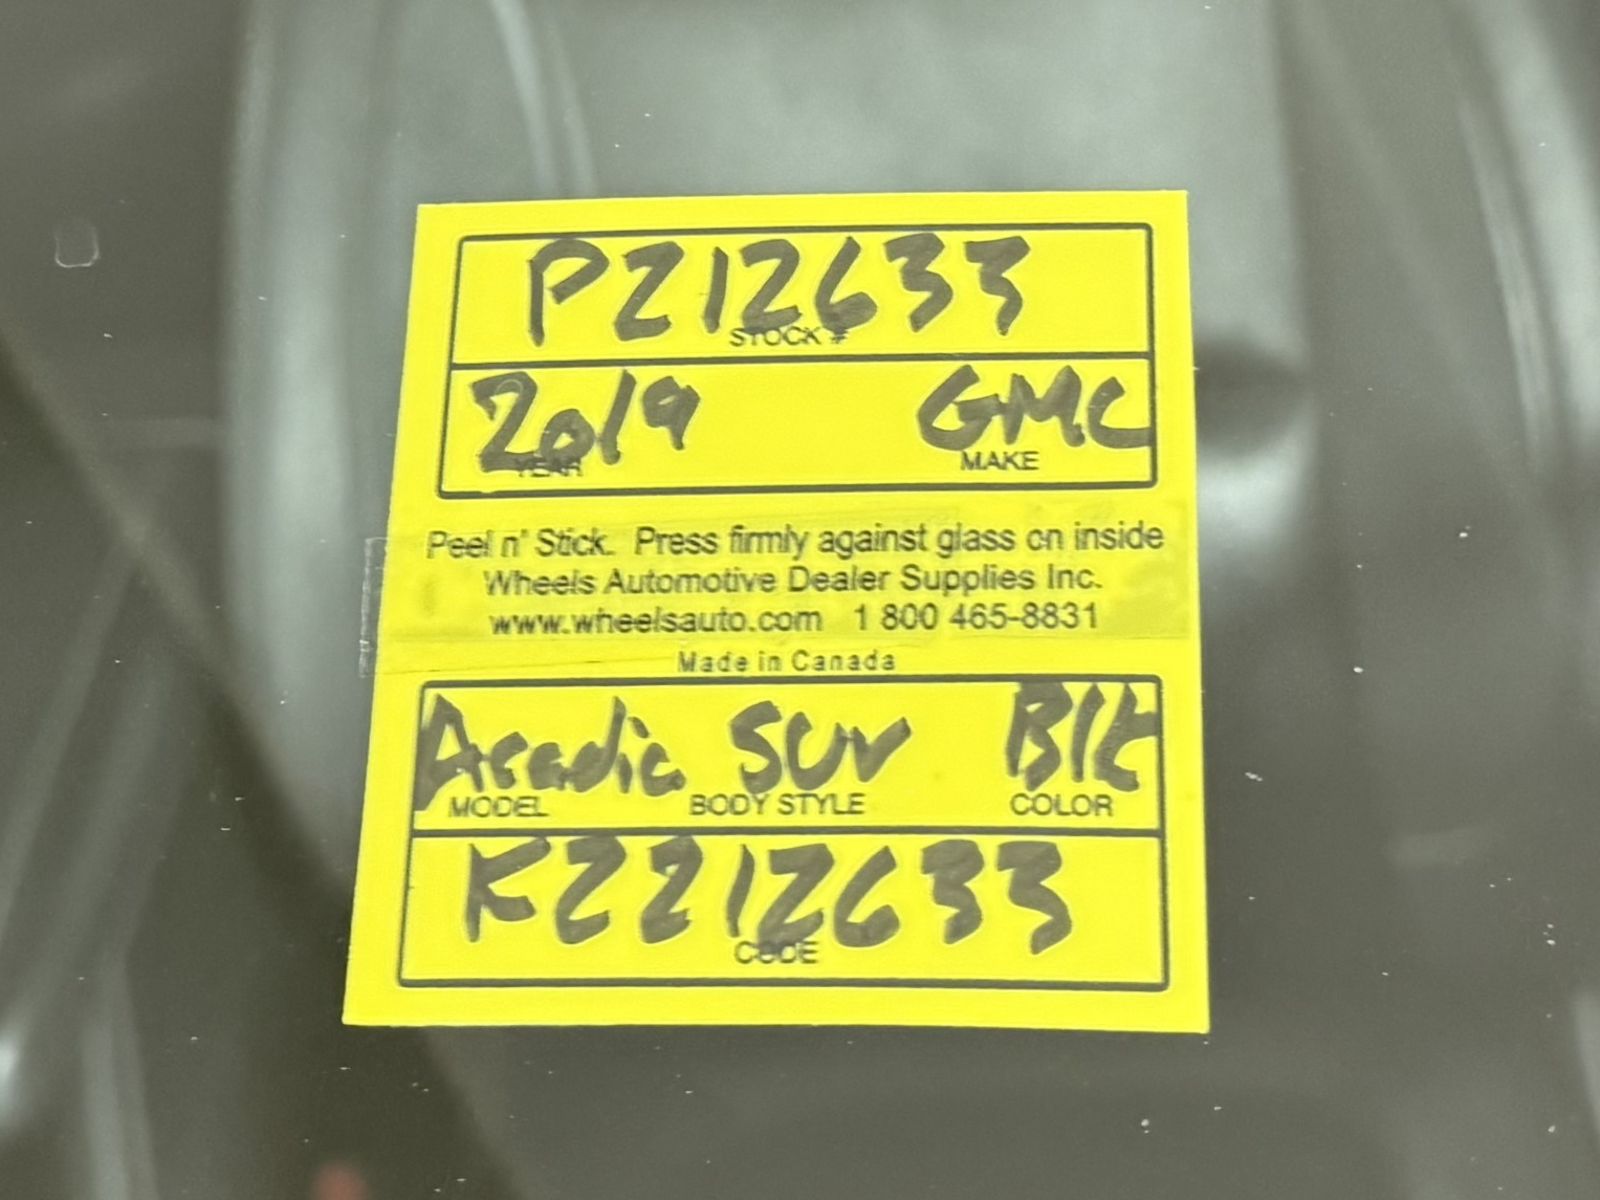 P212633
STOCK #
2019 GMC
YEAR MAKE
Peel n' Stick. Press firmly against glass on inside
Wheels Automotive Dealer Supplies Inc.
www.wheelsauto.com 1 800 465-8831
Made in Canada
Acadia SUV Blk
MODEL BODY STYLE COLOR
KZ212633
CODE